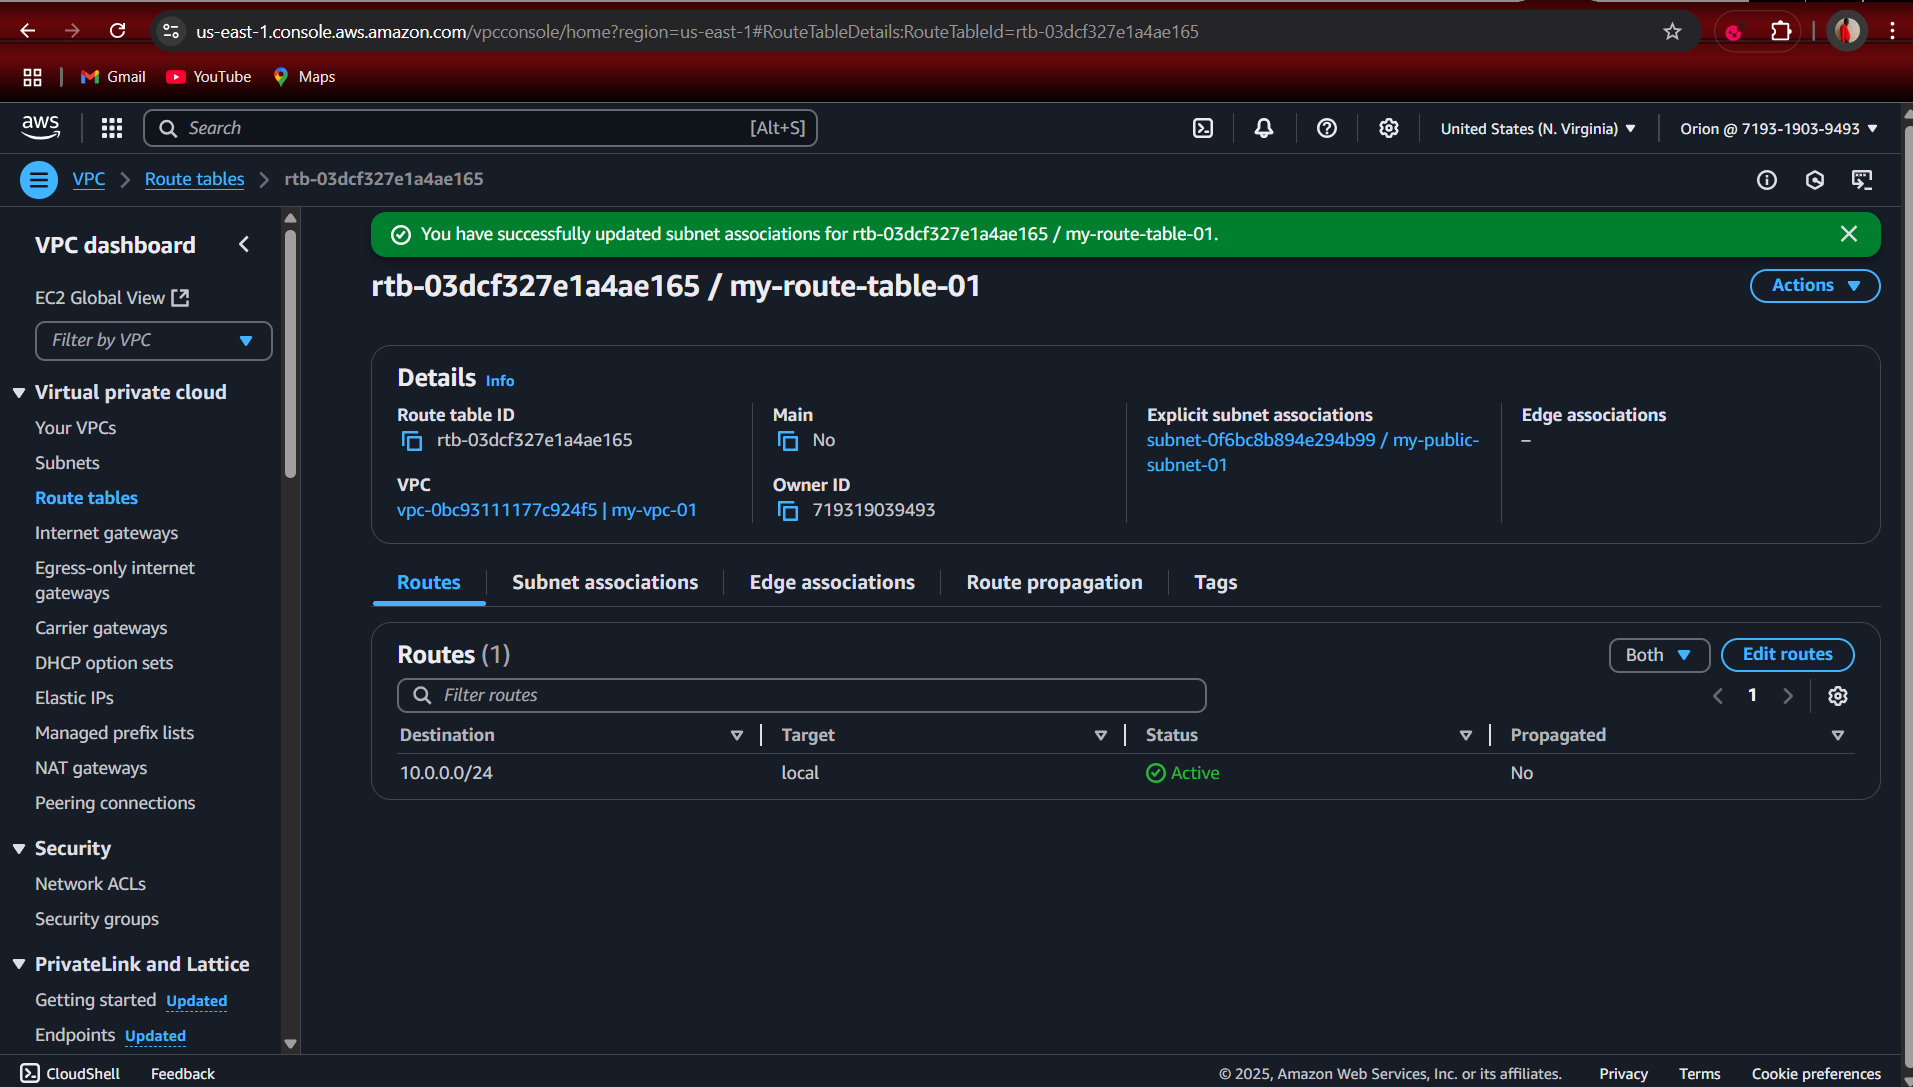 us-east-1.console.aws.amazon.com/vpcconsole/home?region=us-east-1#RouteTableDetails:RouteTableId=rtb-03dcf327e1a4ae165
Gmail YouTube Maps
aws Search [Alt+S] United States (N. Virginia) Orion @ 7193-1903-9493
VPC Route tables rtb-03dcf327e1a4ae165
VPC dashboard
EC2 Global View
Filter by VPC
Virtual private cloud
Your VPCs
Subnets
Route tables
Internet gateways
Egress-only internet
gateways
Carrier gateways
DHCP option sets
Elastic IPs
Managed prefix lists
NAT gateways
Peering connections
Security
Network ACLs
Security groups
PrivateLink and Lattice
Getting started Updated
Endpoints Updated
You have successfully updated subnet associations for rtb-03dcf327e1a4ae165 / my-route-table-01.
rtb-03dcf327e1a4ae165 / my-route-table-01
Actions
Details Info
Route table ID
rtb-03dcf327e1a4ae165
VPC
vpc-0bc93111177c924f5 | my-vpc-01
Main
No
Owner ID
719319039493
Explicit subnet associations
subnet-0f6bc8b894e294b99 / my-public-
subnet-01
Edge associations
–
Routes Subnet associations Edge associations Route propagation Tags
Routes (1)
Both Edit routes
Filter routes
1
Destination Target Status Propagated
10.0.0.0/24 local Active No
CloudShell Feedback © 2025, Amazon Web Services, Inc. or its affiliates. Privacy Terms Cookie preferences